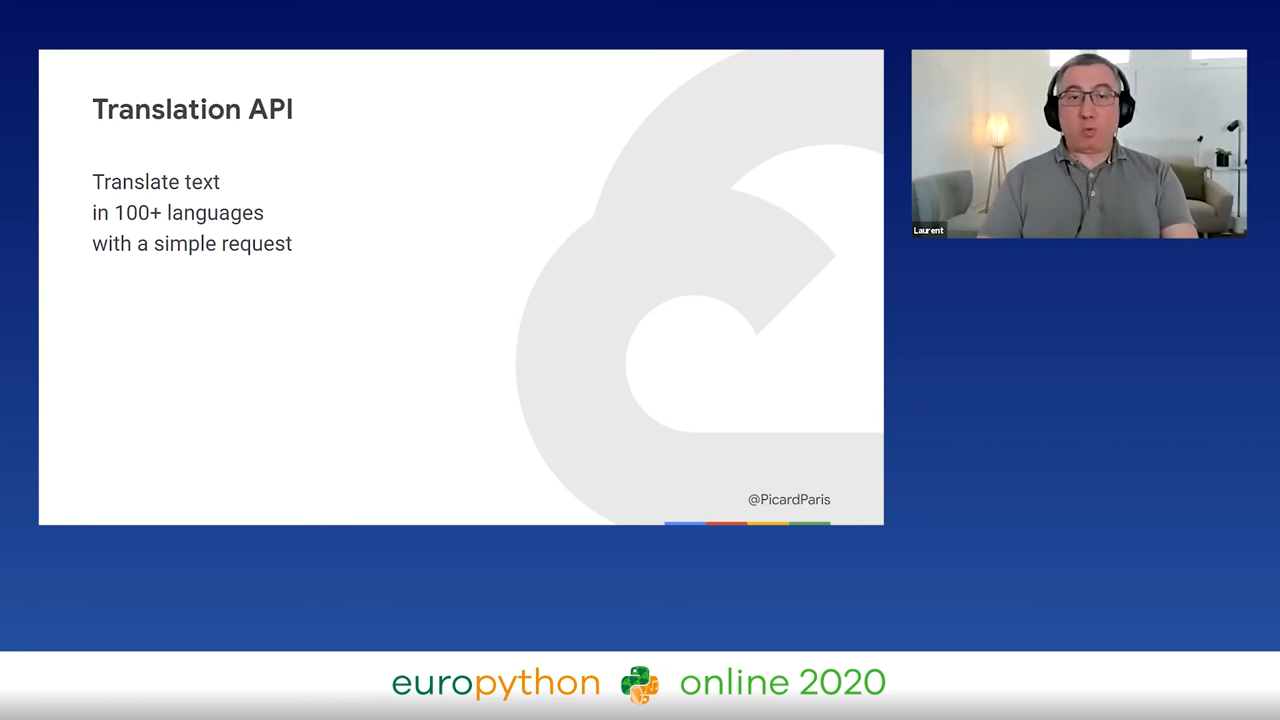 Translation API
Translate text
in 100+ languages
with a simple request
@PicardParis
Laurent
europython online 2020